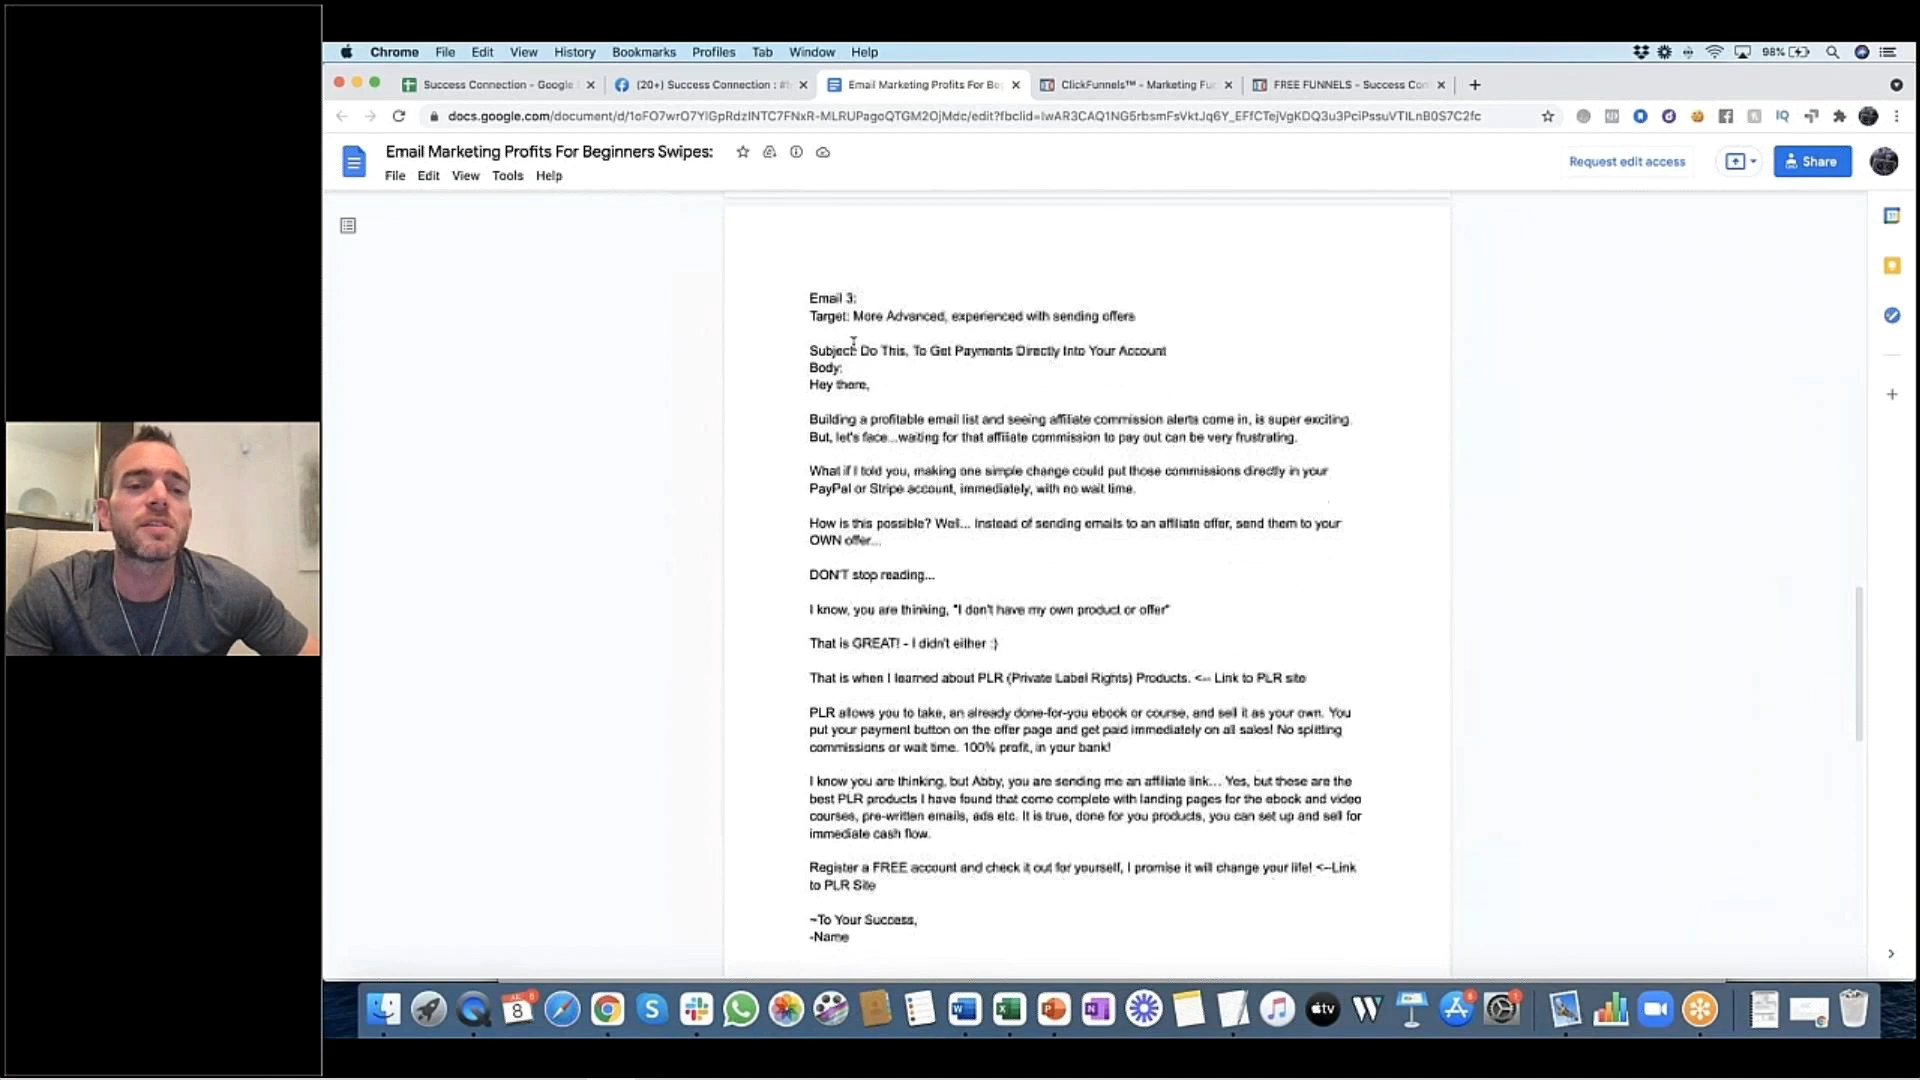 Chrome File Edit View History Bookmarks Profiles Tab Window Help 98%
Success Connection - Google
(20+) Success Connection : #
Email Marketing Profits For Be
ClickFunnels™ - Marketing Fu
FREE FUNNELS - Success Con
docs.google.com/document/d/
Email Marketing Profits For Beginners Swipes:
File Edit View Tools Help
Request edit access
Share
Email 3:
Target: More Advanced, experienced with sending offers
Subject: Do This, To Get Payments Directly Into Your Account
Body:
Hey there,
Building a profitable email list and seeing affiliate commission alerts come in, is super exciting.
But, let's face...waiting for that affiliate commission to pay out can be very frustrating.
What if I told you, making one simple change could put those commissions directly in your
PayPal or Stripe account, immediately, with no wait time.
How is this possible? Well... Instead of sending emails to an affiliate offer, send them to your
OWN offer...
DON'T stop reading...
I know, you are thinking, "I don't have my own product or offer"
That is GREAT! - I didn't either :)
That is when I learned about PLR (Private Label Rights) Products. <-- Link to PLR site
PLR allows you to take, an already done-for-you ebook or course, and sell it as your own. You
put your payment button on the offer page and get paid immediately on all sales! No splitting
commissions or wait time. 100% profit, in your bank!
I know you are thinking, but Abby, you are sending me an affiliate link... Yes, but these are the
best PLR products I have found that come complete with landing pages for the ebook and video
courses, pre-written emails, ads etc. It is true, done for you products, you can set up and sell for
immediate cash flow.
Register a FREE account and check it out for yourself, I promise it will change your life! <--Link
to PLR Site
~To Your Success,
-Name
8
tv